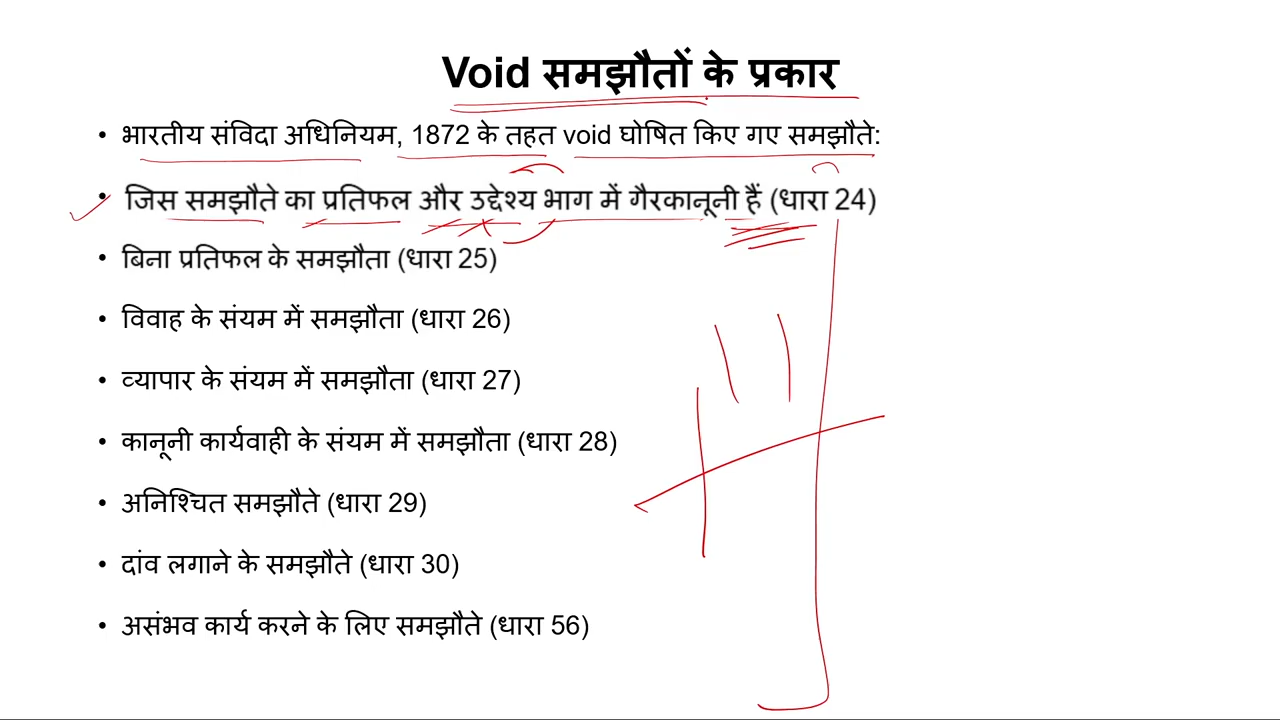 Void समझौतों के प्रकार
• भारतीय संविदा अधिनियम, 1872 के तहत void घोषित किए गए समझौते:
• जिस समझौते का प्रतिफल और उद्देश्य भाग में गैरकानूनी हैं (धारा 24)
• बिना प्रतिफल के समझौता (धारा 25)
• विवाह के संयम में समझौता (धारा 26)
• व्यापार के संयम में समझौता (धारा 27)
• कानूनी कार्यवाही के संयम में समझौता (धारा 28)
• अनिश्चित समझौते (धारा 29)
• दांव लगाने के समझौते (धारा 30)
• असंभव कार्य करने के लिए समझौते (धारा 56)